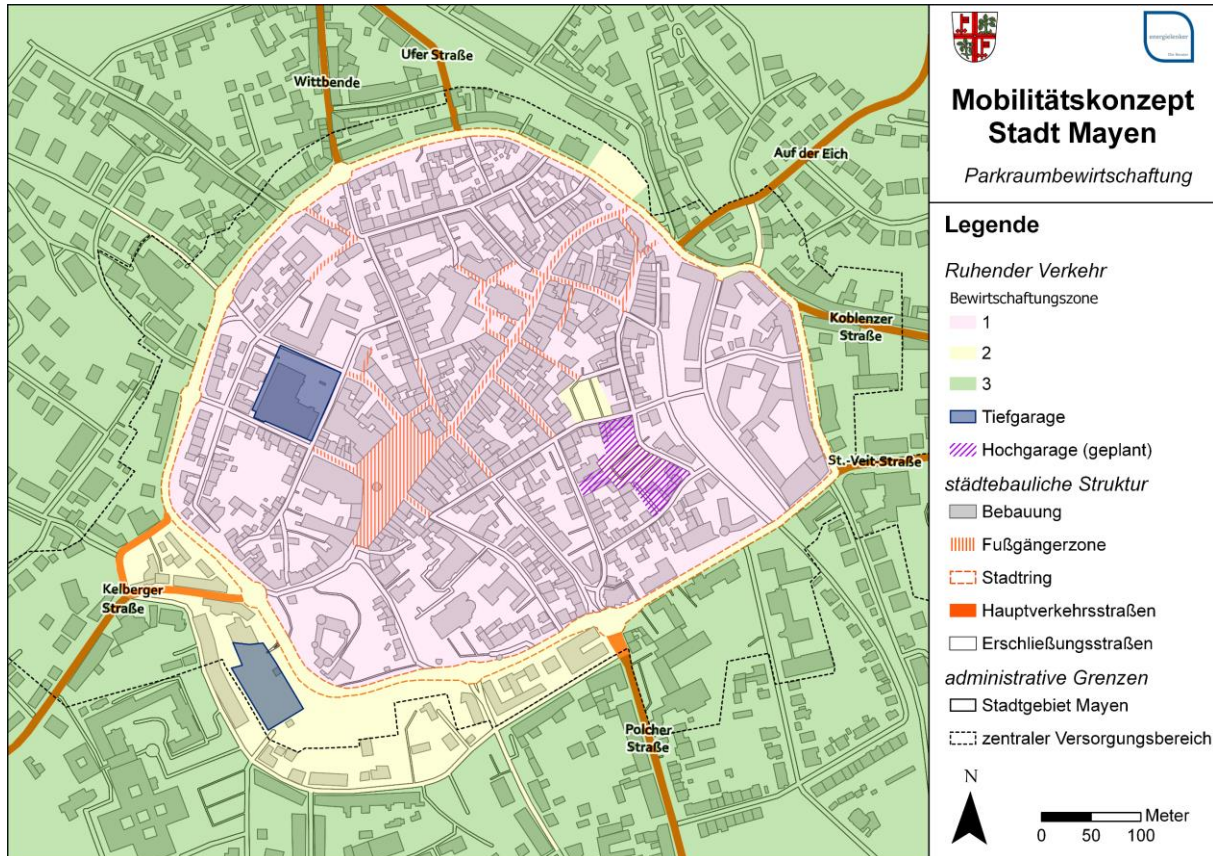 Ufer Straße
Wittbende
Auf der Eich
Koblenzer
Straße
St.-Veit-Straße
Kelberger
Straße
Polcher
Straße
energielenker
Mobilitätskonzept
Stadt Mayen
Parkraumbewirtschaftung
Legende
Ruhender Verkehr
Bewirtschaftungszone
1
2
3
Tiefgarage
Hochgarage (geplant)
städtebauliche Struktur
Bebauung
Fußgängerzone
Stadtring
Hauptverkehrsstraßen
Erschließungsstraßen
administrative Grenzen
Stadtgebiet Mayen
zentraler Versorgungsbereich
N
Meter
0 50 100